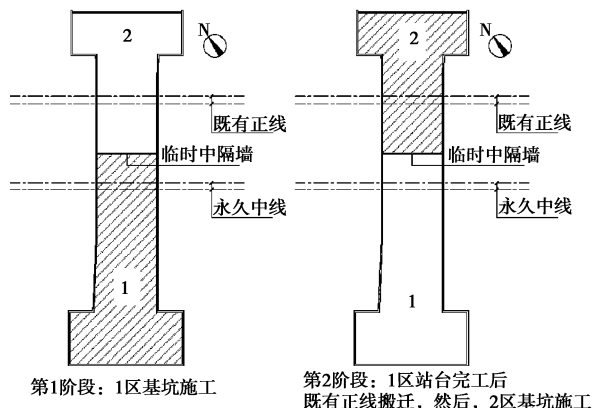 2
N
既有正线
临时中隔墙
永久中线
1
第1阶段：1区基坑施工
2
N
既有正线
临时中隔墙
永久中线
1
第2阶段：1区站台完工后
既有正线搬迁，然后，2区基坑施工